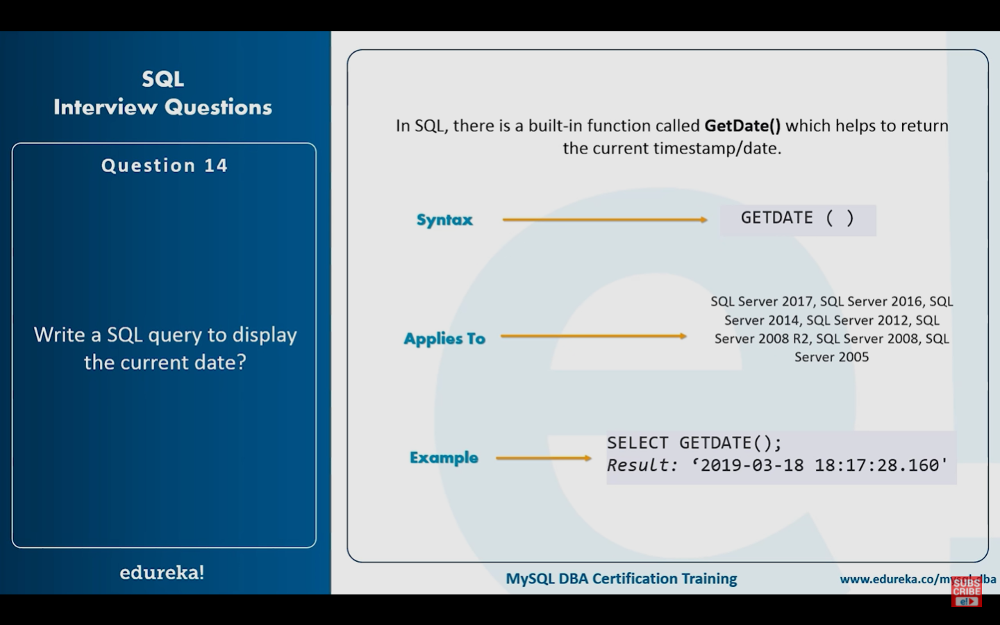 SQL
Interview Questions
Question 14
Write a SQL query to display
the current date?
edureka!
In SQL, there is a built-in function called GetDate() which helps to return
the current timestamp/date.
Syntax
GETDATE ( )
Applies To
SQL Server 2017, SQL Server 2016, SQL
Server 2014, SQL Server 2012, SQL
Server 2008 R2, SQL Server 2008, SQL
Server 2005
Example
SELECT GETDATE();
Result: ‘2019-03-18 18:17:28.160'
MySQL DBA Certification Training
www.edureka.co/mysql-dba
SUBS
CRIBE
e!